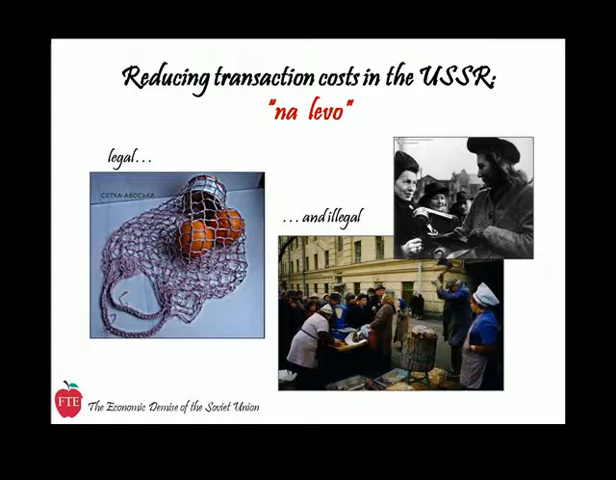 Reducing transaction costs in the USSR:
"na levo"
legal...
СЕТКА-АВОСЬКА
...and illegal
FTE
The Economic Demise of the Soviet Union